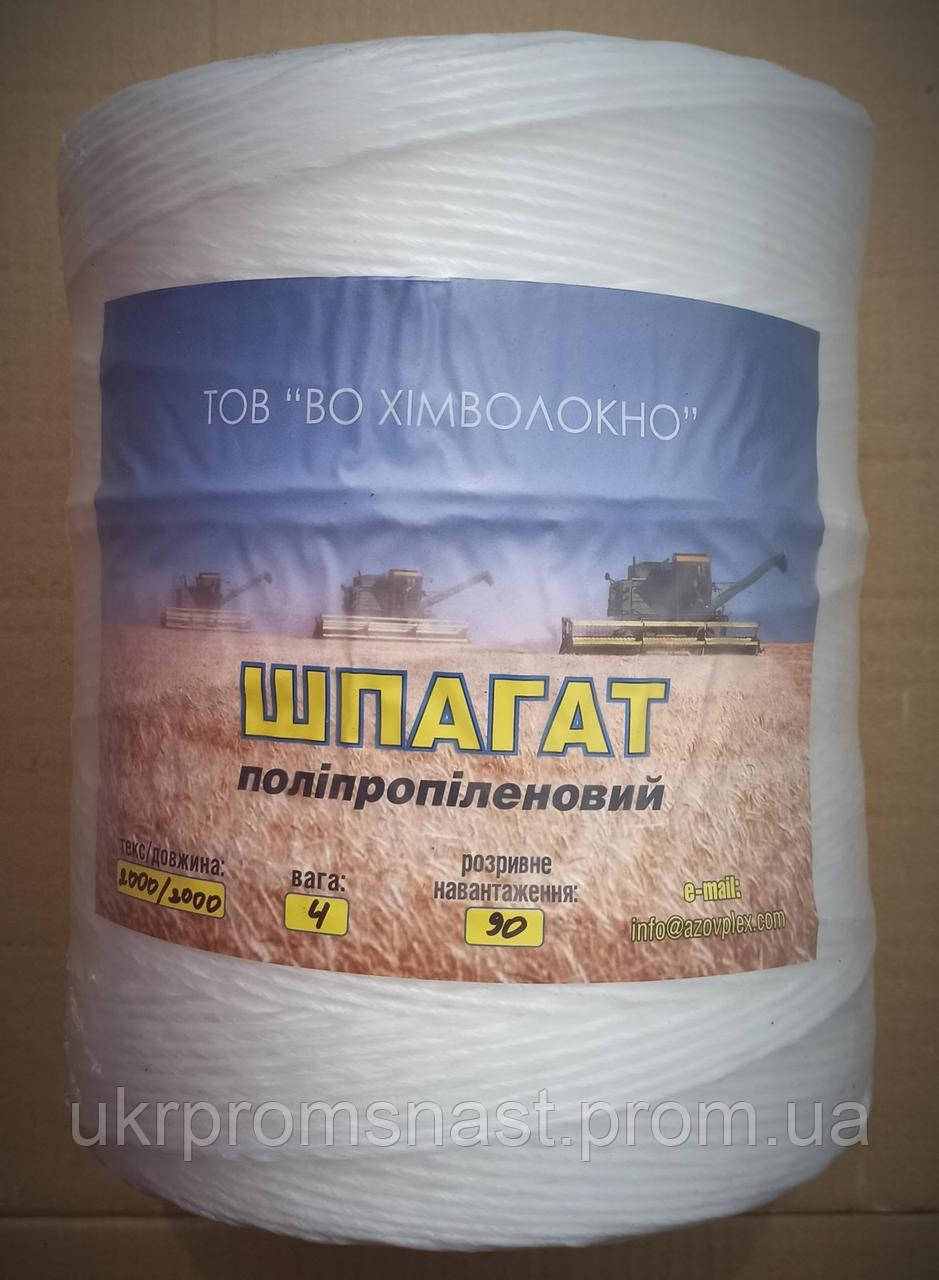 ТОВ "ВО ХІМВОЛОКНО"
ШПАГАТ
поліпропіленовий
текс/довжина:
2000/2000
вага:
4
розривне
навантаження:
90
e-mail:
info@azovplex.com
ukrpromsnast.prom.ua